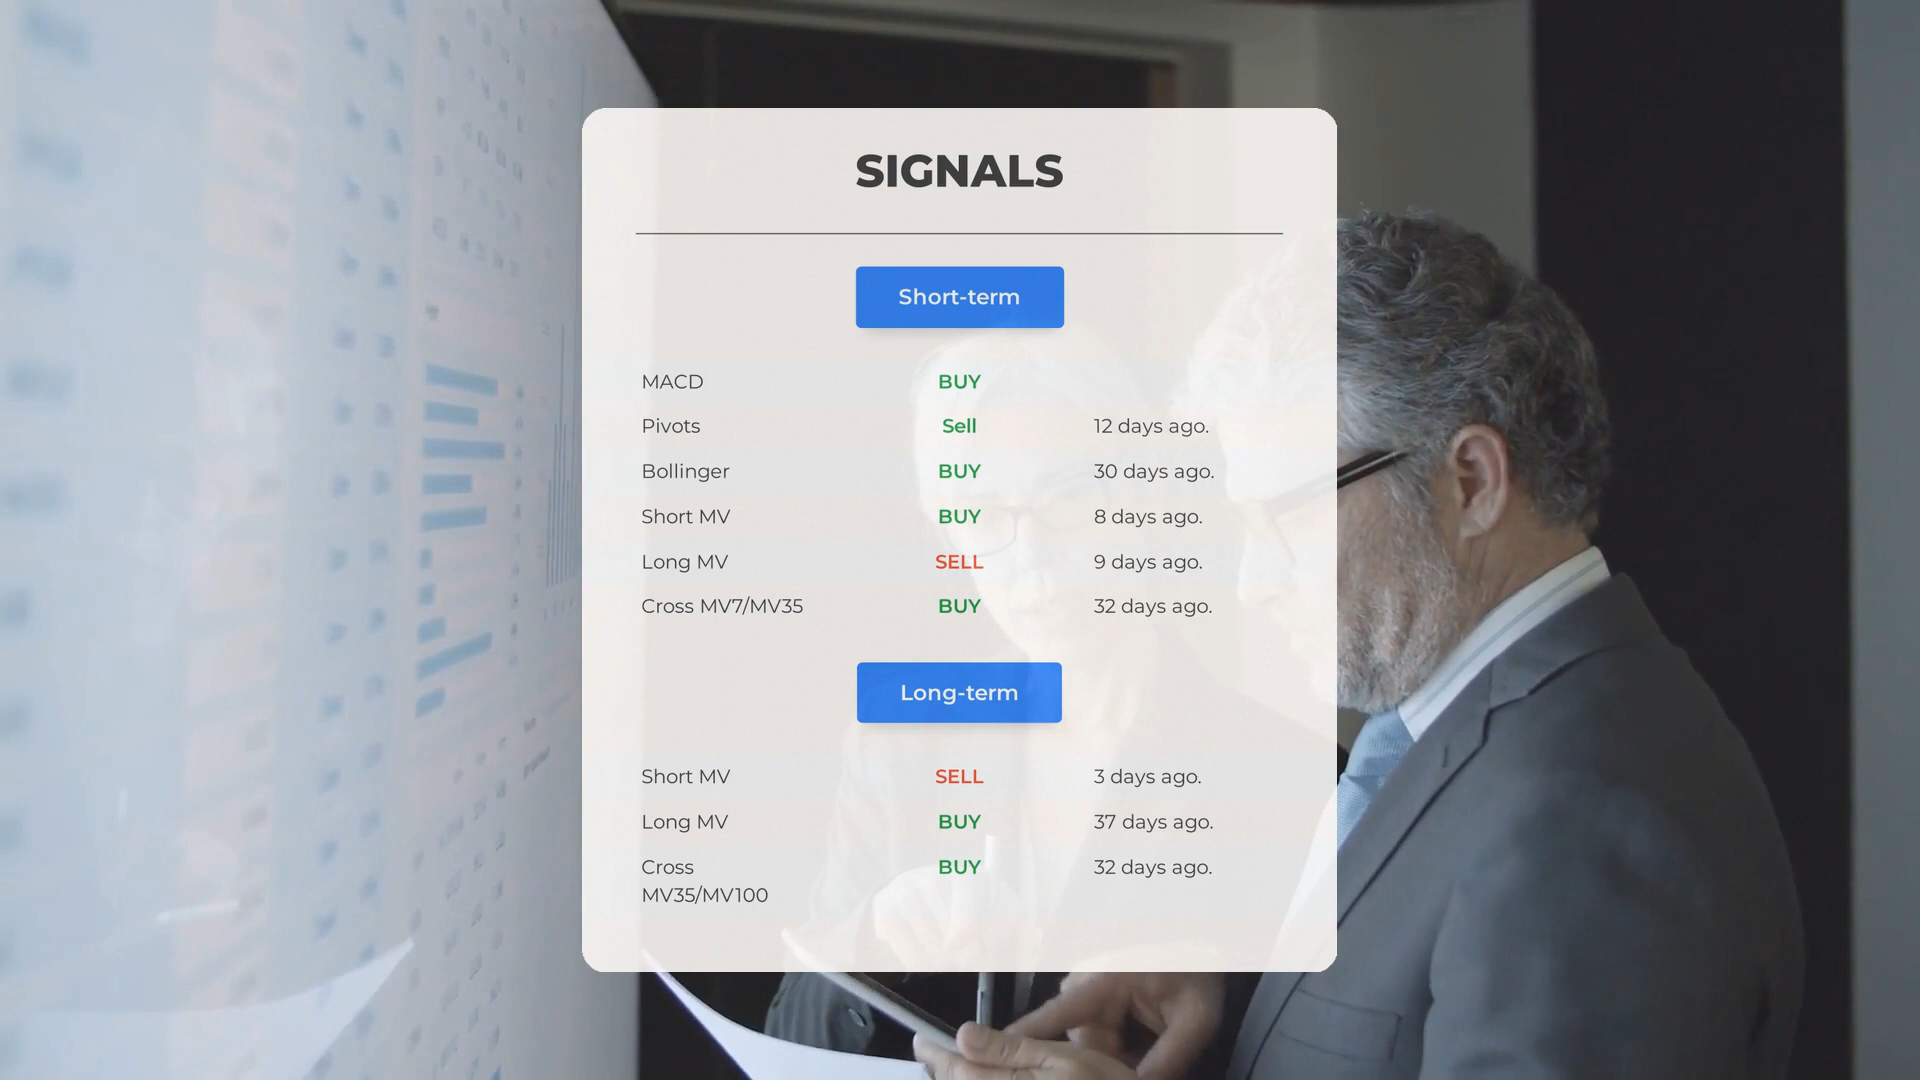 SIGNALS
Short-term
MACD BUY
Pivots Sell 12 days ago.
Bollinger BUY 30 days ago.
Short MV BUY 8 days ago.
Long MV SELL 9 days ago.
Cross MV7/MV35 BUY 32 days ago.
Long-term
Short MV SELL 3 days ago.
Long MV BUY 37 days ago.
Cross BUY 32 days ago.
MV35/MV100